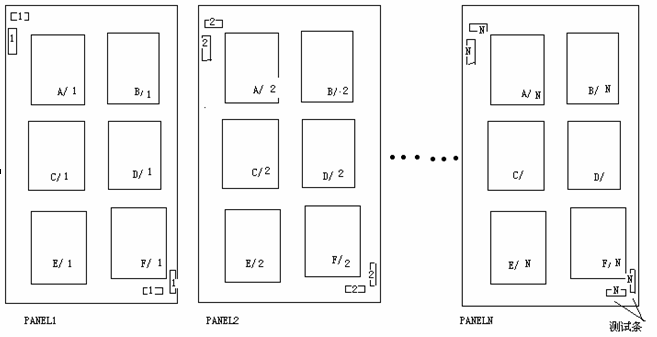 1 2 N
1 2 N
A/ 1 B/ 1 A/ 2 B/ 2 A/ N B/ N
C/ 1 D/ 1 C/ 2 D/ 2 C/ D/
E/ 1 F/ 1 E/ 2 F/ 2 E/ N F/ N
1 2 N
1 2 N
PANEL1 PANEL2 PANELN
测试条